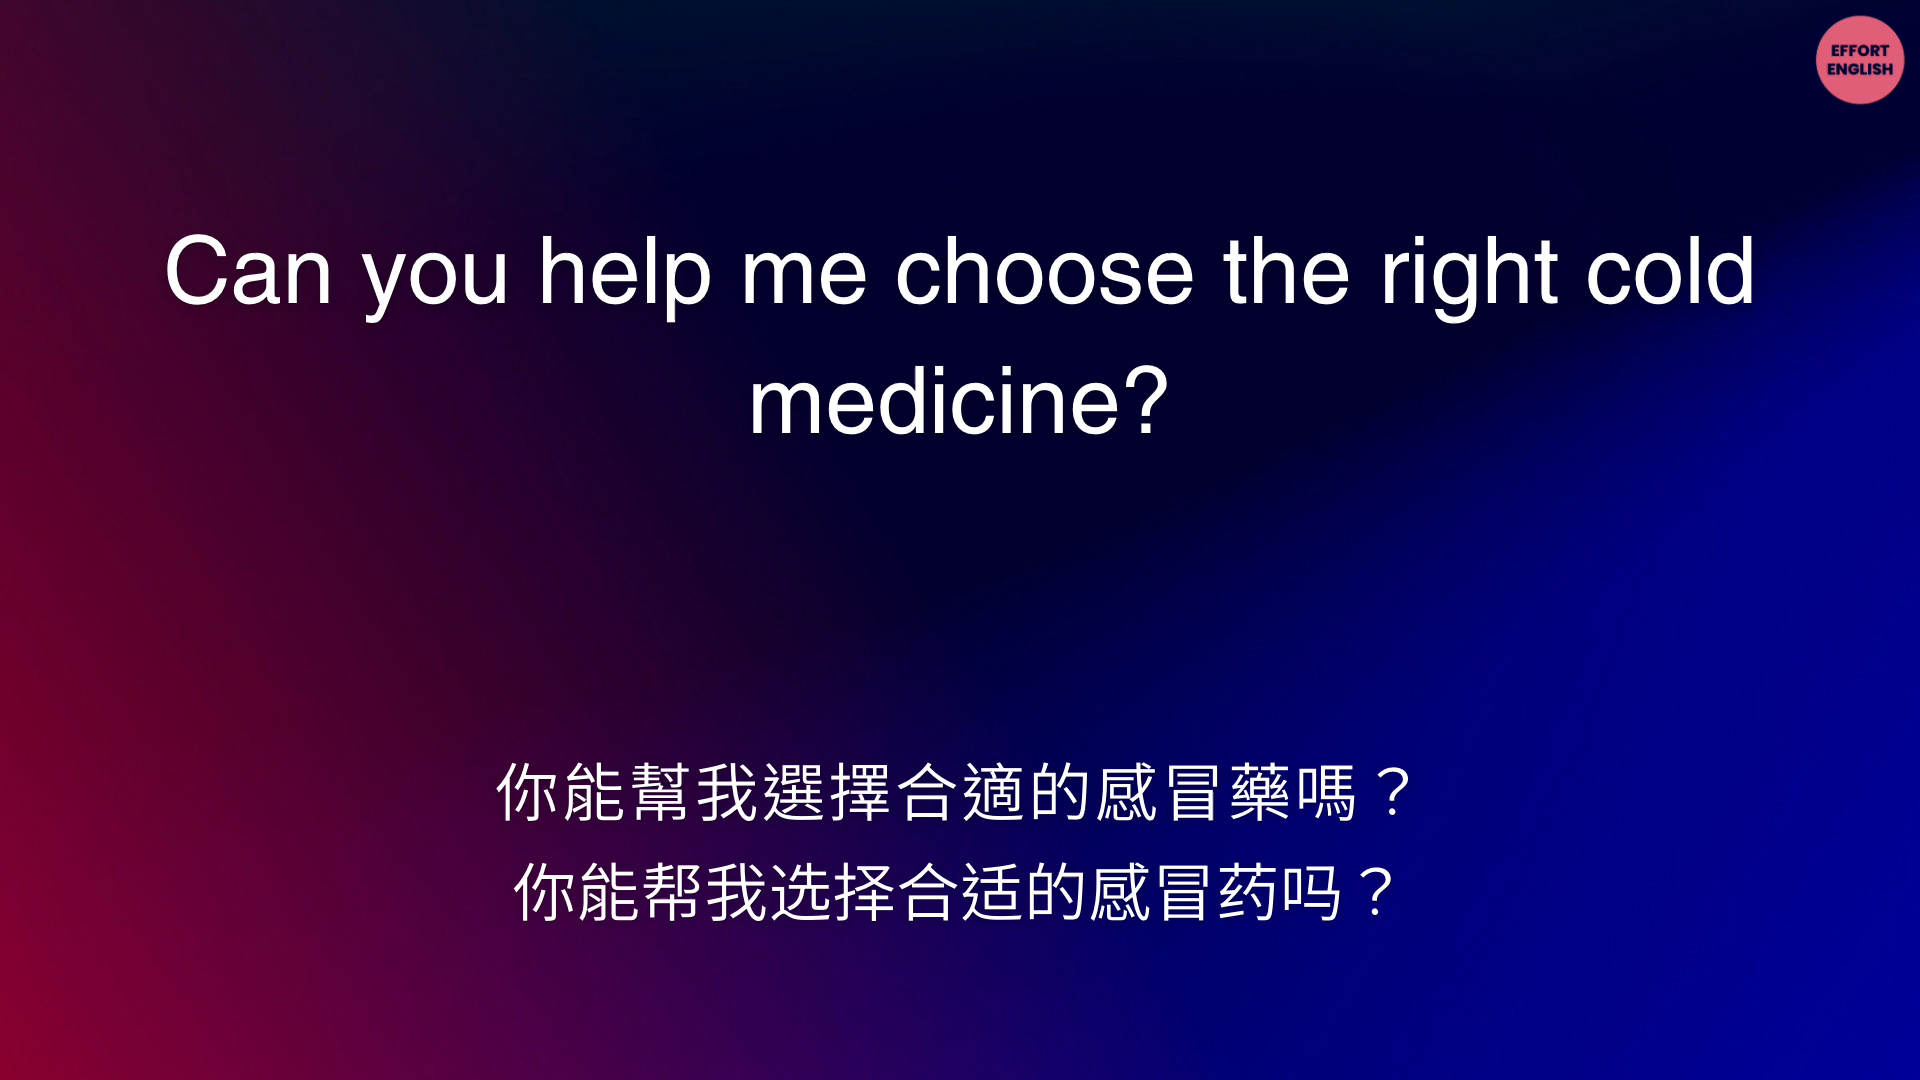 EFFORT
ENGLISH
Can you help me choose the right cold
medicine?
你能幫我選擇合適的感冒藥嗎？
你能帮我选择合适的感冒药吗？